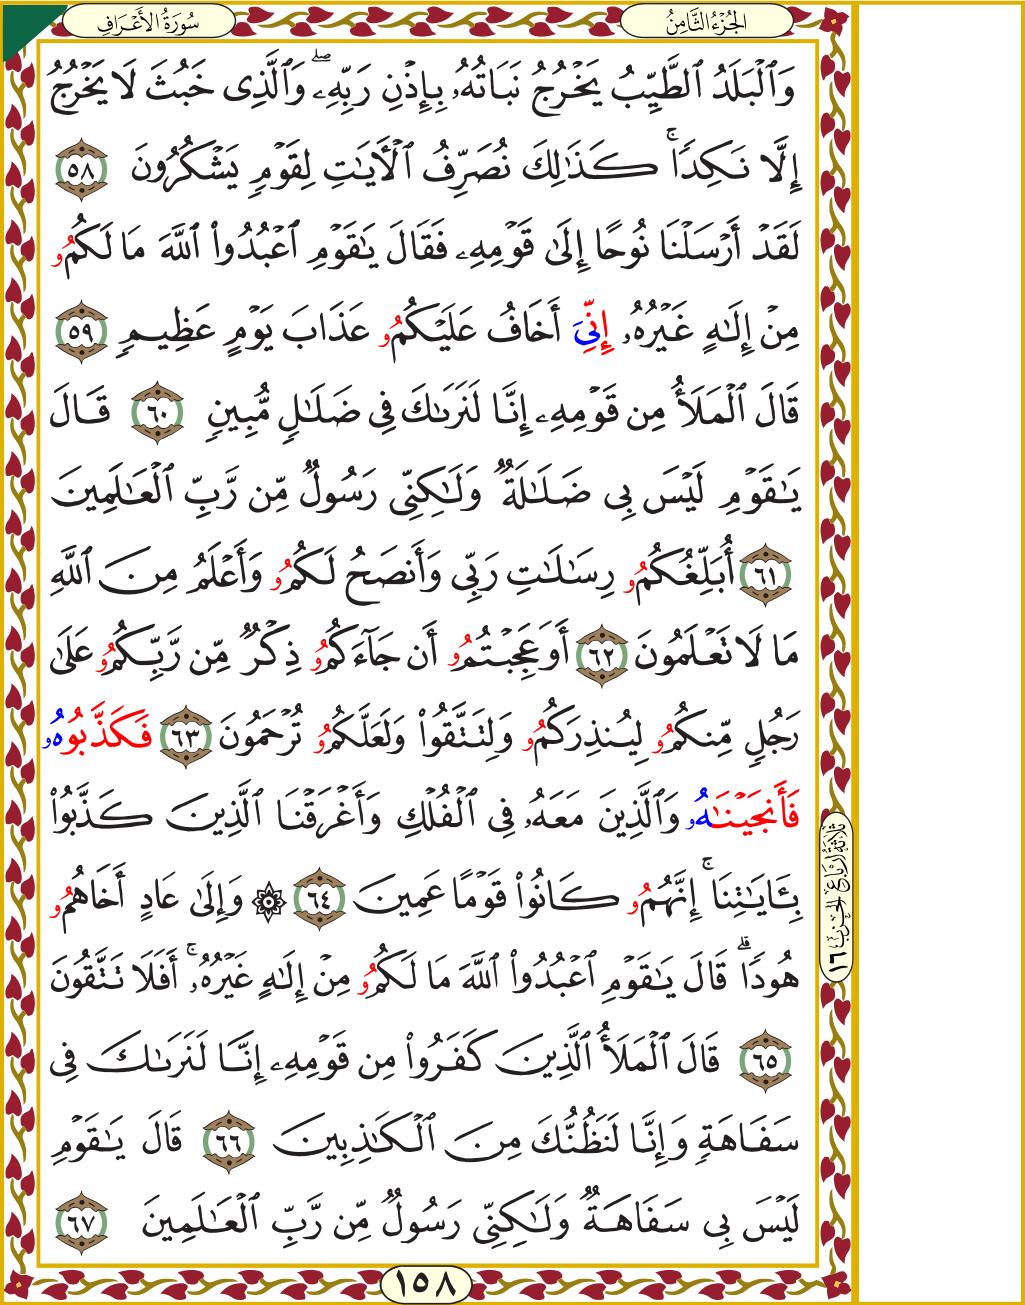 الجُزْءُ الثَّامِنُ
سُورَةُ الأَعْرَافِ
وَٱلْبَلَدُ ٱلطَّيِّبُ يَخْرُجُ نَبَاتُهُۥ بِإِذْنِ رَبِّهِۦۖ وَٱلَّذِى خَبُثَ لَا يَخْرُجُ
إِلَّا نَكِدًاۚ كَذَٰلِكَ نُصَرِّفُ ٱلْأَيَٰتِ لِقَوْمٍ يَشْكُرُونَ ٥٨
لَقَدْ أَرْسَلْنَا نُوحًا إِلَىٰ قَوْمِهِۦ فَقَالَ يَٰقَوْمِ ٱعْبُدُوا۟ ٱللَّهَ مَا لَكُمُۥ
مِنْ إِلَٰهٍ غَيْرُهُۥ إِنِّىَ أَخَافُ عَلَيْكُمُۥ عَذَابَ يَوْمٍ عَظِيمٍ ٥٩
قَالَ ٱلْمَلَأُ مِن قَوْمِهِۦ إِنَّا لَنَرَىٰكَ فِى ضَلَٰلٍ مُّبِينٍ ٦٠ قَالَ
يَٰقَوْمِ لَيْسَ بِى ضَلَٰلَةٌ وَلَٰكِنِّى رَسُولٌ مِّن رَّبِّ ٱلْعَٰلَمِينَ
٦١ أُبَلِّغُكُمُۥ رِسَٰلَٰتِ رَبِّى وَأَنصَحُ لَكُمُۥ وَأَعْلَمُ مِنَ ٱللَّهِ
مَا لَا تَعْلَمُونَ ٦٢ أَوَعَجِبْتُمُۥ أَن جَآءَكُمُۥ ذِكْرٌ مِّن رَّبِّكُمُۥ عَلَىٰ
رَجُلٍ مِّنكُمُۥ لِيُنذِرَكُمُۥ وَلِتَتَّقُوا۟ وَلَعَلَّكُمُۥ تُرْحَمُونَ ٦٣ فَكَذَّبُوهُۥ
فَأَنجَيْنَٰهُۥ وَٱلَّذِينَ مَعَهُۥ فِى ٱلْفُلْكِ وَأَغْرَقْنَا ٱلَّذِينَ كَذَّبُوا۟
بِـَٔايَٰتِنَاۚ إِنَّهُمُۥ كَانُوا۟ قَوْمًا عَمِينَ ٦٤ ۞ وَإِلَىٰ عَادٍ أَخَاهُمُۥ
هُودًاۗ قَالَ يَٰقَوْمِ ٱعْبُدُوا۟ ٱللَّهَ مَا لَكُمُۥ مِنْ إِلَٰهٍ غَيْرُهُۥۚ أَفَلَا تَتَّقُونَ
٦٥ قَالَ ٱلْمَلَأُ ٱلَّذِينَ كَفَرُوا۟ مِن قَوْمِهِۦ إِنَّا لَنَرَىٰكَ فِى
سَفَاهَةٍ وَإِنَّا لَنَظُنُّكَ مِنَ ٱلْكَٰذِبِينَ ٦٦ قَالَ يَٰقَوْمِ
لَيْسَ بِى سَفَاهَةٌ وَلَٰكِنِّى رَسُولٌ مِّن رَّبِّ ٱلْعَٰلَمِينَ ٦٧
ثلاثة أرباع الحزب ١٦
١٥٨